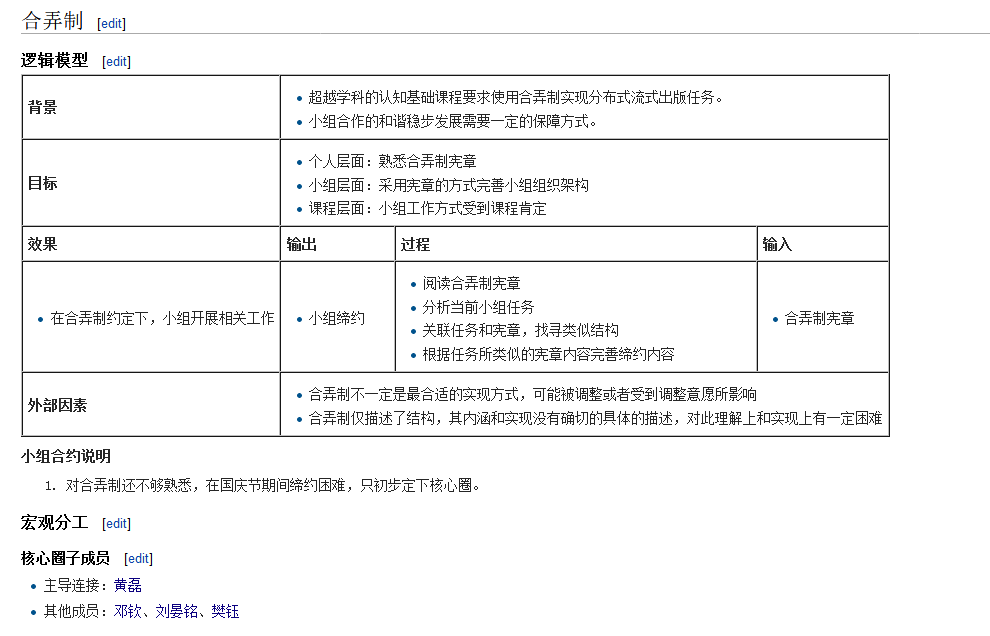 合弄制 [edit]
逻辑模型 [edit]
背景
超越学科的认知基础课程要求使用合弄制实现分布式流式出版任务。
小组合作的和谐稳步发展需要一定的保障方式。
目标
个人层面：熟悉合弄制宪章
小组层面：采用宪章的方式完善小组组织架构
课程层面：小组工作方式受到课程肯定
效果 输出 过程 输入
在合弄制约定下，小组开展相关工作
小组缔约
阅读合弄制宪章
分析当前小组任务
关联任务和宪章，找寻类似结构
根据任务所类似的宪章内容完善缔约内容
合弄制宪章
外部因素
合弄制不一定是最合适的实现方式，可能被调整或者受到调整意愿所影响
合弄制仅描述了结构，其内涵和实现没有确切的具体的描述，对此理解上和实现上有一定困难
小组合约说明
1. 对合弄制还不够熟悉，在国庆节期间缔约困难，只初步定下核心圈。
宏观分工 [edit]
核心圈子成员 [edit]
主导连接：黄磊
其他成员：邓钦、刘晏铭、樊钰